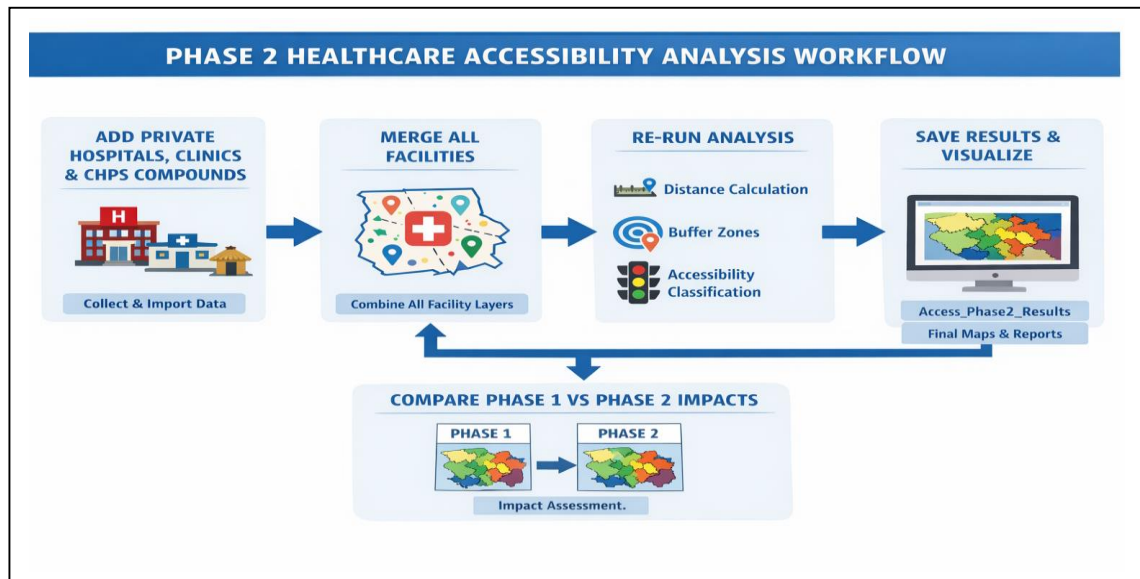 PHASE 2 HEALTHCARE ACCESSIBILITY ANALYSIS WORKFLOW
ADD PRIVATE
HOSPITALS, CLINICS
& CHPS COMPOUNDS
H
Collect & Import Data
MERGE ALL
FACILITIES
Combine All Facility Layers
RE-RUN ANALYSIS
Distance Calculation
Buffer Zones
Accessibility
Classification
SAVE RESULTS &
VISUALIZE
Access_Phase2_Results
Final Maps & Reports
COMPARE PHASE 1 VS PHASE 2 IMPACTS
PHASE 1
PHASE 2
Impact Assessment.